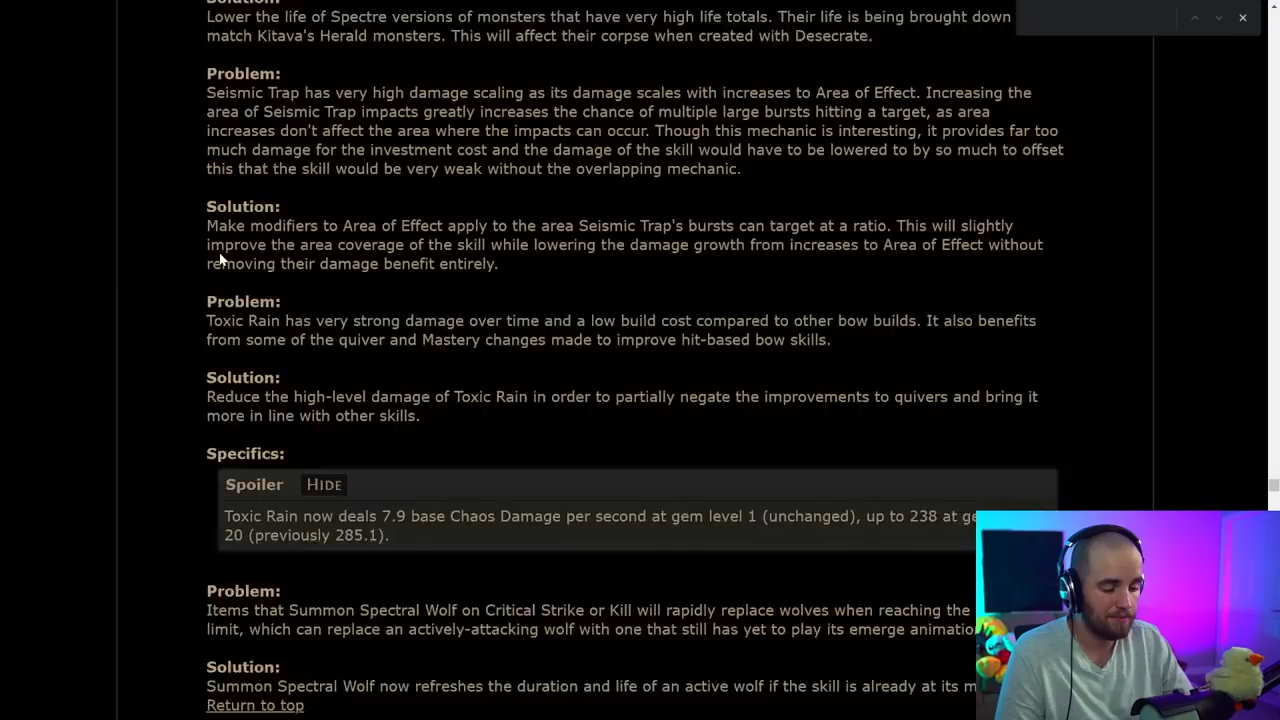 Solution:
Lower the life of Spectre versions of monsters that have very high life totals. Their life is being brought down
match Kitava's Herald monsters. This will affect their corpse when created with Desecrate.
Problem:
Seismic Trap has very high damage scaling as its damage scales with increases to Area of Effect. Increasing the
area of Seismic Trap impacts greatly increases the chance of multiple large bursts hitting a target, as area
increases don't affect the area where the impacts can occur. Though this mechanic is interesting, it provides far too
much damage for the investment cost and the damage of the skill would have to be lowered to by so much to offset
this that the skill would be very weak without the overlapping mechanic.
Solution:
Make modifiers to Area of Effect apply to the area Seismic Trap's bursts can target at a ratio. This will slightly
improve the area coverage of the skill while lowering the damage growth from increases to Area of Effect without
removing their damage benefit entirely.
Problem:
Toxic Rain has very strong damage over time and a low build cost compared to other bow builds. It also benefits
from some of the quiver and Mastery changes made to improve hit-based bow skills.
Solution:
Reduce the high-level damage of Toxic Rain in order to partially negate the improvements to quivers and bring it
more in line with other skills.
Specifics:
Spoiler HIDE
Toxic Rain now deals 7.9 base Chaos Damage per second at gem level 1 (unchanged), up to 238 at
20 (previously 285.1).
Problem:
Items that Summon Spectral Wolf on Critical Strike or Kill will rapidly replace wolves when reaching the
limit, which can replace an actively-attacking wolf with one that still has yet to play its emerge
Solution:
Summon Spectral Wolf now refreshes the duration and life of an active wolf if the skill is already at its
Return to top